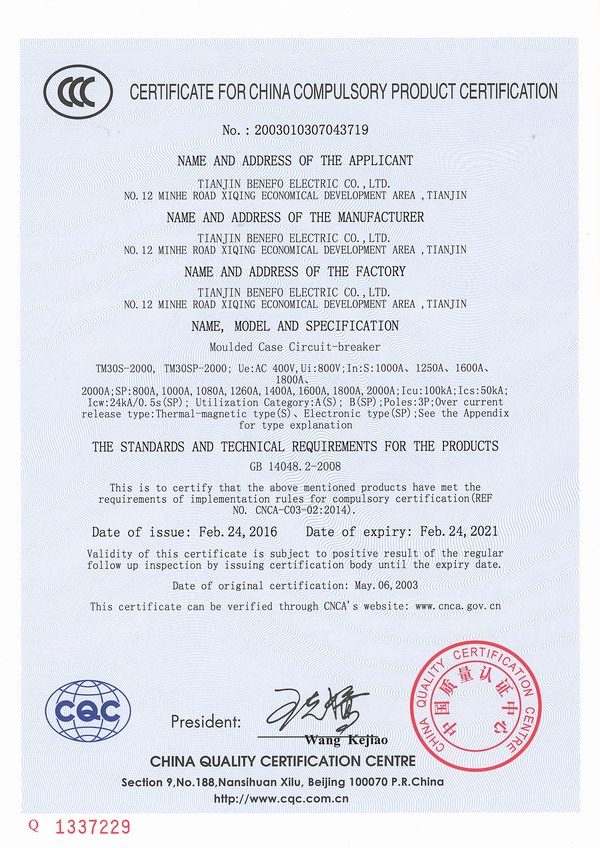 CCC
CERTIFICATE FOR CHINA COMPULSORY PRODUCT CERTIFICATION
No. : 2003010307043719
NAME AND ADDRESS OF THE APPLICANT
TIANJIN BENEFO ELECTRIC CO., LTD.
NO. 12 MINHE ROAD XIQING ECONOMICAL DEVELOPMENT AREA , TIANJIN
NAME AND ADDRESS OF THE MANUFACTURER
TIANJIN BENEFO ELECTRIC CO., LTD.
NO. 12 MINHE ROAD XIQING ECONOMICAL DEVELOPMENT AREA , TIANJIN
NAME AND ADDRESS OF THE FACTORY
TIANJIN BENEFO ELECTRIC CO., LTD.
NO. 12 MINHE ROAD XIQING ECONOMICAL DEVELOPMENT AREA , TIANJIN
NAME, MODEL AND SPECIFICATION
Moulded Case Circuit-breaker
TM30S-2000, TM30SP-2000; Ue:AC 400V,Ui:800V;In:S:1000A、1250A、1600A、
1800A、
2000A;SP:800A,1000A,1080A,1260A,1400A,1600A,1800A,2000A;Icu:100kA;Ics:50kA;
Icw:24kA/0.5s(SP); Utilization Category:A(S); B(SP);Poles:3P;Over current
release type:Thermal-magnetic type(S)、Electronic type(SP);See the Appendix
for type explanation
THE STANDARDS AND TECHNICAL REQUIREMENTS FOR THE PRODUCTS
GB 14048.2-2008
This is to certify that the above mentioned products have met the
requirements of implementation rules for compulsory certification(REF
NO. CNCA-C03-02:2014).
Date of issue: Feb. 24, 2016 Date of expiry: Feb. 24, 2021
Validity of this certificate is subject to positive result of the regular
follow up inspection by issuing certification body until the expiry date.
Date of original certification: May. 06, 2003
This certificate can be verified through CNCA's website: www.cnca.gov.cn
CQC
President:
Wang Kejiao
CHINA QUALITY CERTIFICATION CENTRE
中国质量认证中心
CHINA QUALITY CERTIFICATION CENTRE
Section 9,No.188,Nansihuan Xilu, Beijing 100070 P.R.China
http://www.cqc.com.cn
Q 1337229